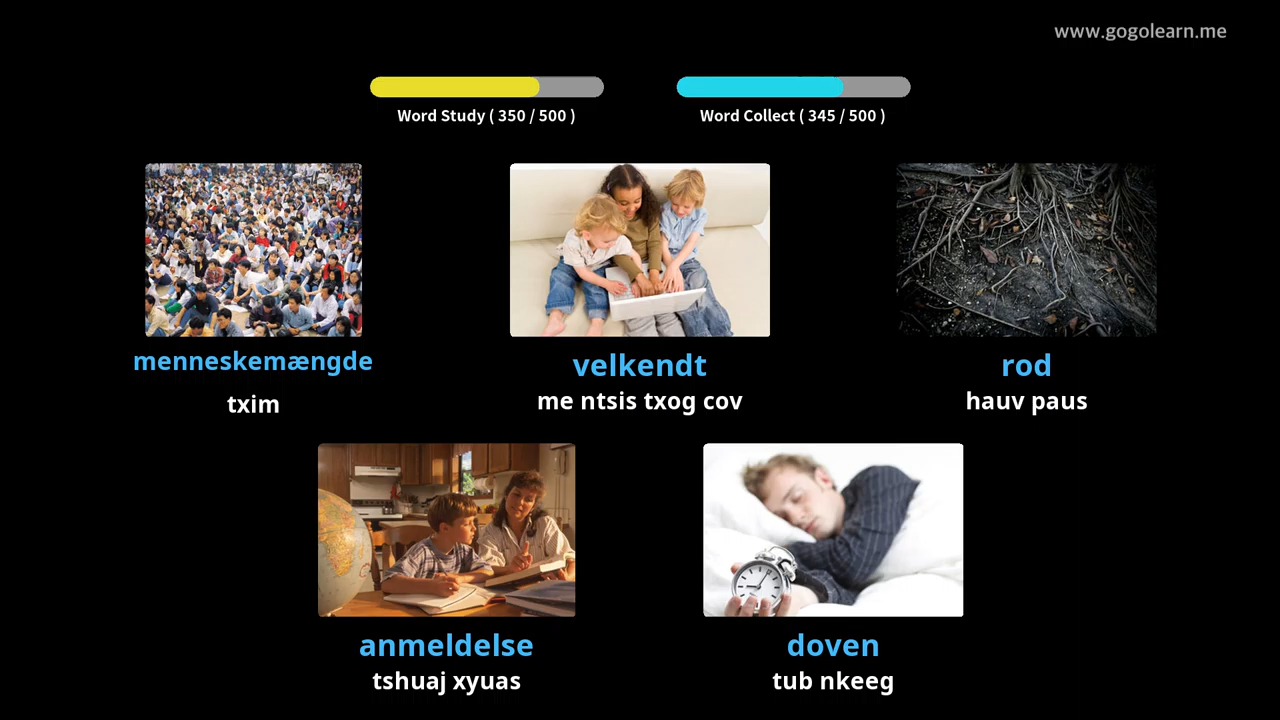 www.gogolearn.me
Word Study ( 350 / 500 )
Word Collect ( 345 / 500 )
menneskemængde
txim
velkendt
me ntsis txog cov
rod
hauv paus
anmeldelse
tshuaj xyuas
doven
tub nkeeg